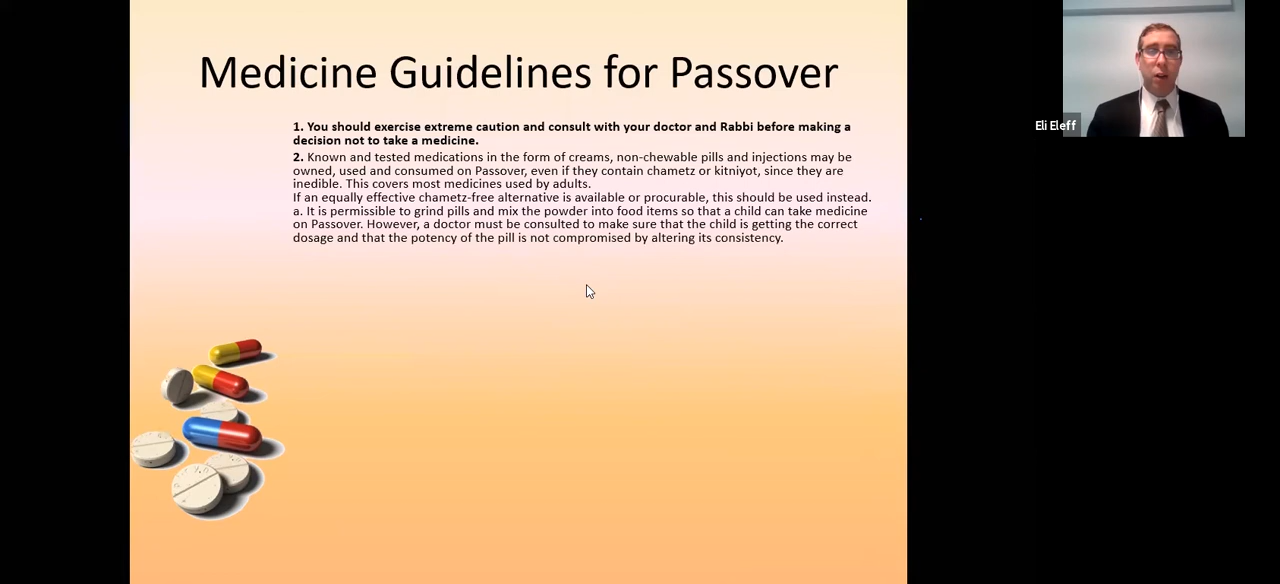 Medicine Guidelines for Passover
1. You should exercise extreme caution and consult with your doctor and Rabbi before making a
decision not to take a medicine.
2. Known and tested medications in the form of creams, non-chewable pills and injections may be
owned, used and consumed on Passover, even if they contain chametz or kitniyot, since they are
inedible. This covers most medicines used by adults.
If an equally effective chametz-free alternative is available or procurable, this should be used instead.
a. It is permissible to grind pills and mix the powder into food items so that a child can take medicine
on Passover. However, a doctor must be consulted to make sure that the child is getting the correct
dosage and that the potency of the pill is not compromised by altering its consistency.
Eli Eleff